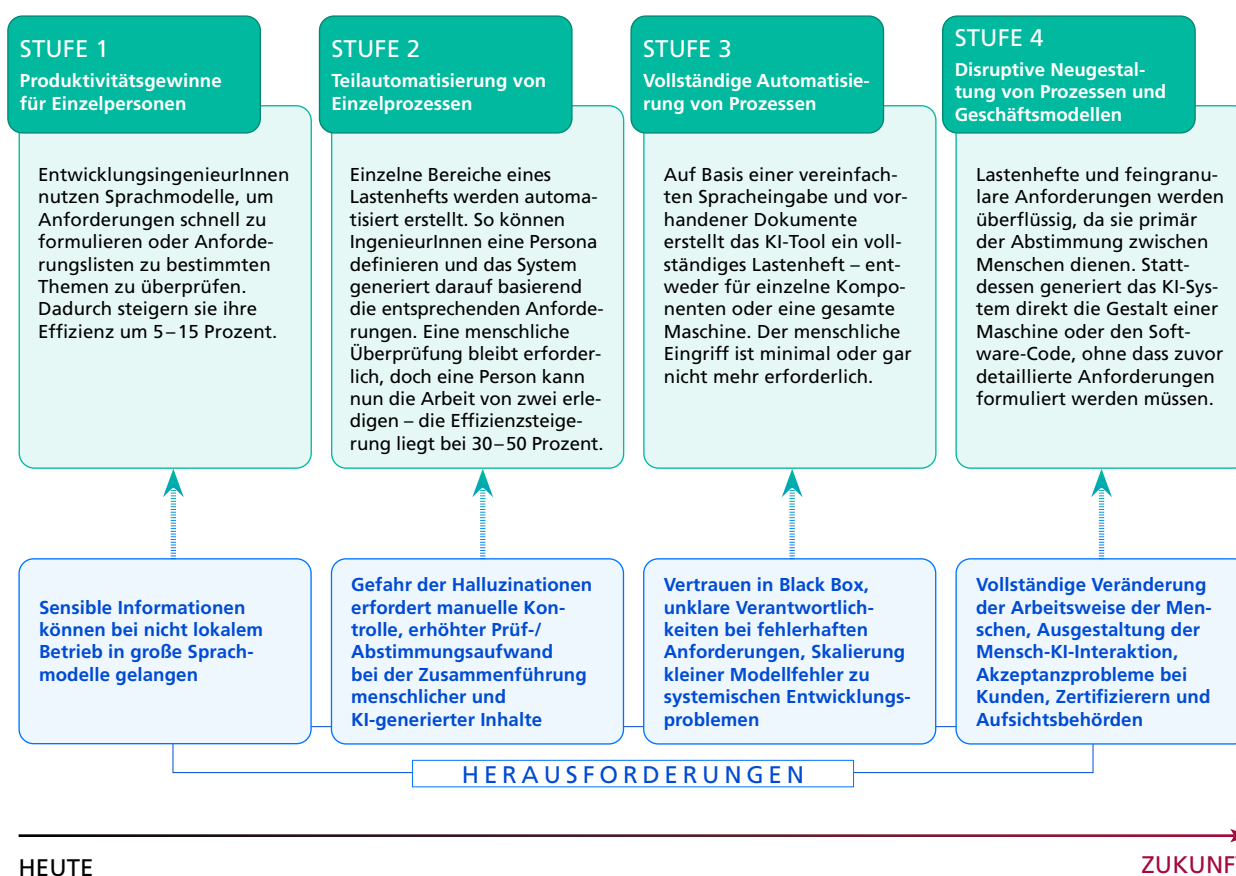 STUFE 1
Produktivitätsgewinne
für Einzelpersonen
EntwicklungsingenieurInnen
nutzen Sprachmodelle, um
Anforderungen schnell zu
formulieren oder Anforde-
rungslisten zu bestimmten
Themen zu überprüfen.
Dadurch steigern sie ihre
Effizienz um 5–15 Prozent.
STUFE 2
Teilautomatisierung von
Einzelprozessen
Einzelne Bereiche eines
Lastenhefts werden automa-
tisiert erstellt. So können
IngenieurInnen eine Persona
definieren und das System
generiert darauf basierend
die entsprechenden Anforde-
rungen. Eine menschliche
Überprüfung bleibt erforder-
lich, doch eine Person kann
nun die Arbeit von zwei erle-
digen – die Effizienzsteige-
rung liegt bei 30–50 Prozent.
STUFE 3
Vollständige Automatisie-
rung von Prozessen
Auf Basis einer vereinfach-
ten Spracheingabe und vor-
handener Dokumente
erstellt das KI-Tool ein voll-
ständiges Lastenheft – ent-
weder für einzelne Kompo-
nenten oder eine gesamte
Maschine. Der menschliche
Eingriff ist minimal oder gar
nicht mehr erforderlich.
STUFE 4
Disruptive Neugestal-
tung von Prozessen und
Geschäftsmodellen
Lastenhefte und feingranu-
lare Anforderungen werden
überflüssig, da sie primär
der Abstimmung zwischen
Menschen dienen. Statt-
dessen generiert das KI-Sys-
tem direkt die Gestalt einer
Maschine oder den Soft-
ware-Code, ohne dass zuvor
detaillierte Anforderungen
formuliert werden müssen.
Sensible Informationen
können bei nicht lokalem
Betrieb in große Sprach-
modelle gelangen
Gefahr der Halluzinationen
erfordert manuelle Kon-
trolle, erhöhter Prüf-/
Abstimmungsaufwand
bei der Zusammenführung
menschlicher und
KI-generierter Inhalte
Vertrauen in Black Box,
unklare Verantwortlich-
keiten bei fehlerhaften
Anforderungen, Skalierung
kleiner Modellfehler zu
systemischen Entwicklungs-
problemen
Vollständige Veränderung
der Arbeitsweise der Men-
schen, Ausgestaltung der
Mensch-KI-Interaktion,
Akzeptanzprobleme bei
Kunden, Zertifizierern und
Aufsichtsbehörden
HERAUSFORDERUNGEN
HEUTE
ZUKUNF